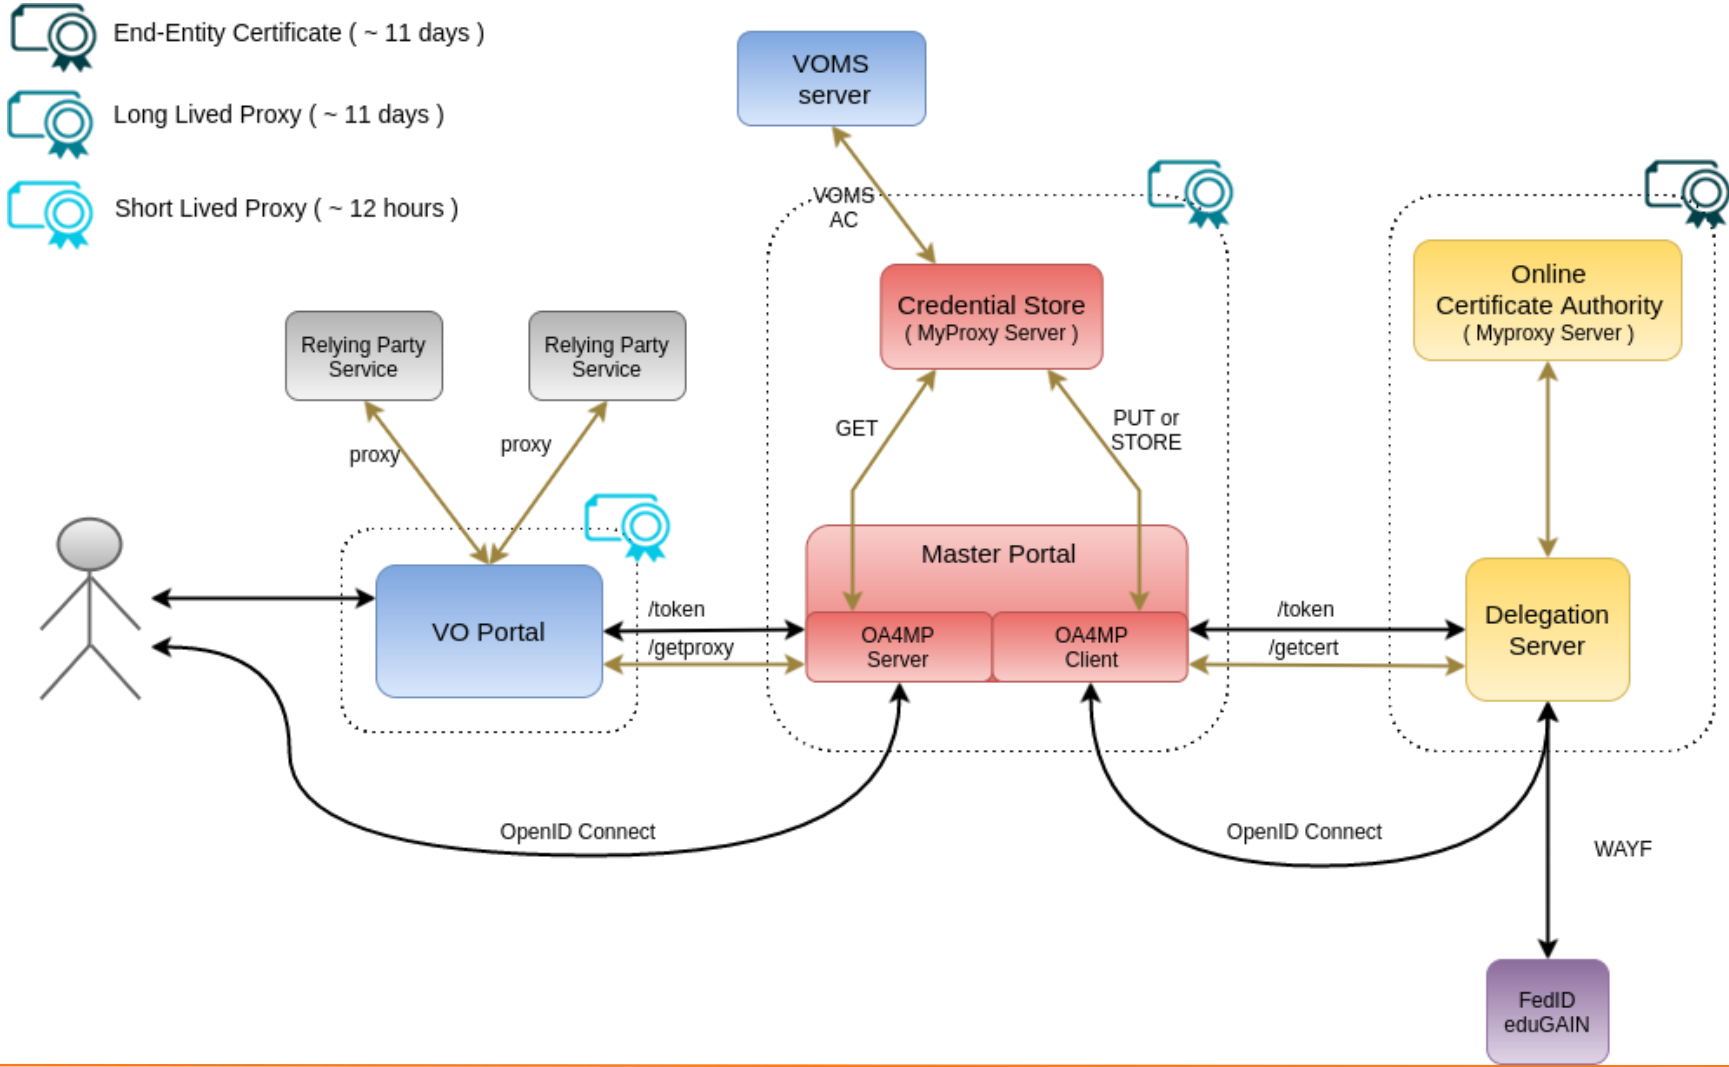 End-Entity Certificate ( ~ 11 days )
Long Lived Proxy ( ~ 11 days )
Short Lived Proxy ( ~ 12 hours )
VOMS
server
VOMS
AC
Credential Store
( MyProxy Server )
Online
Certificate Authority
( Myproxy Server )
Relying Party
Service
Relying Party
Service
proxy
proxy
GET
PUT or
STORE
Master Portal
VO Portal
/token
/getproxy
OA4MP
Server
OA4MP
Client
/token
/getcert
Delegation
Server
OpenID Connect
OpenID Connect
WAYF
FedID
eduGAIN